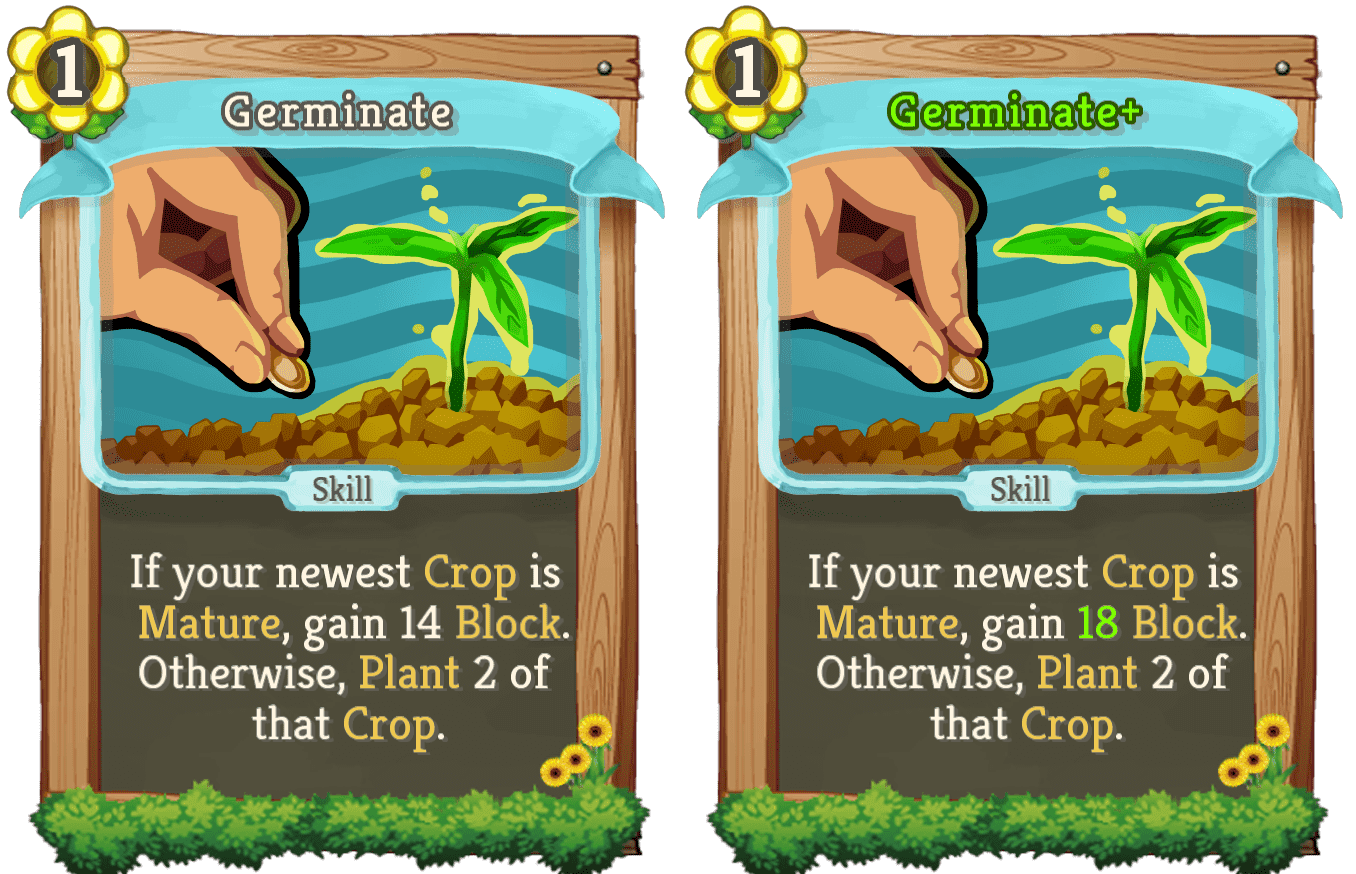 1
Germinate
Skill
If your newest Crop is
Mature, gain 14 Block.
Otherwise, Plant 2 of
that Crop.
1
Germinate+
Skill
If your newest Crop is
Mature, gain 18 Block.
Otherwise, Plant 2 of
that Crop.